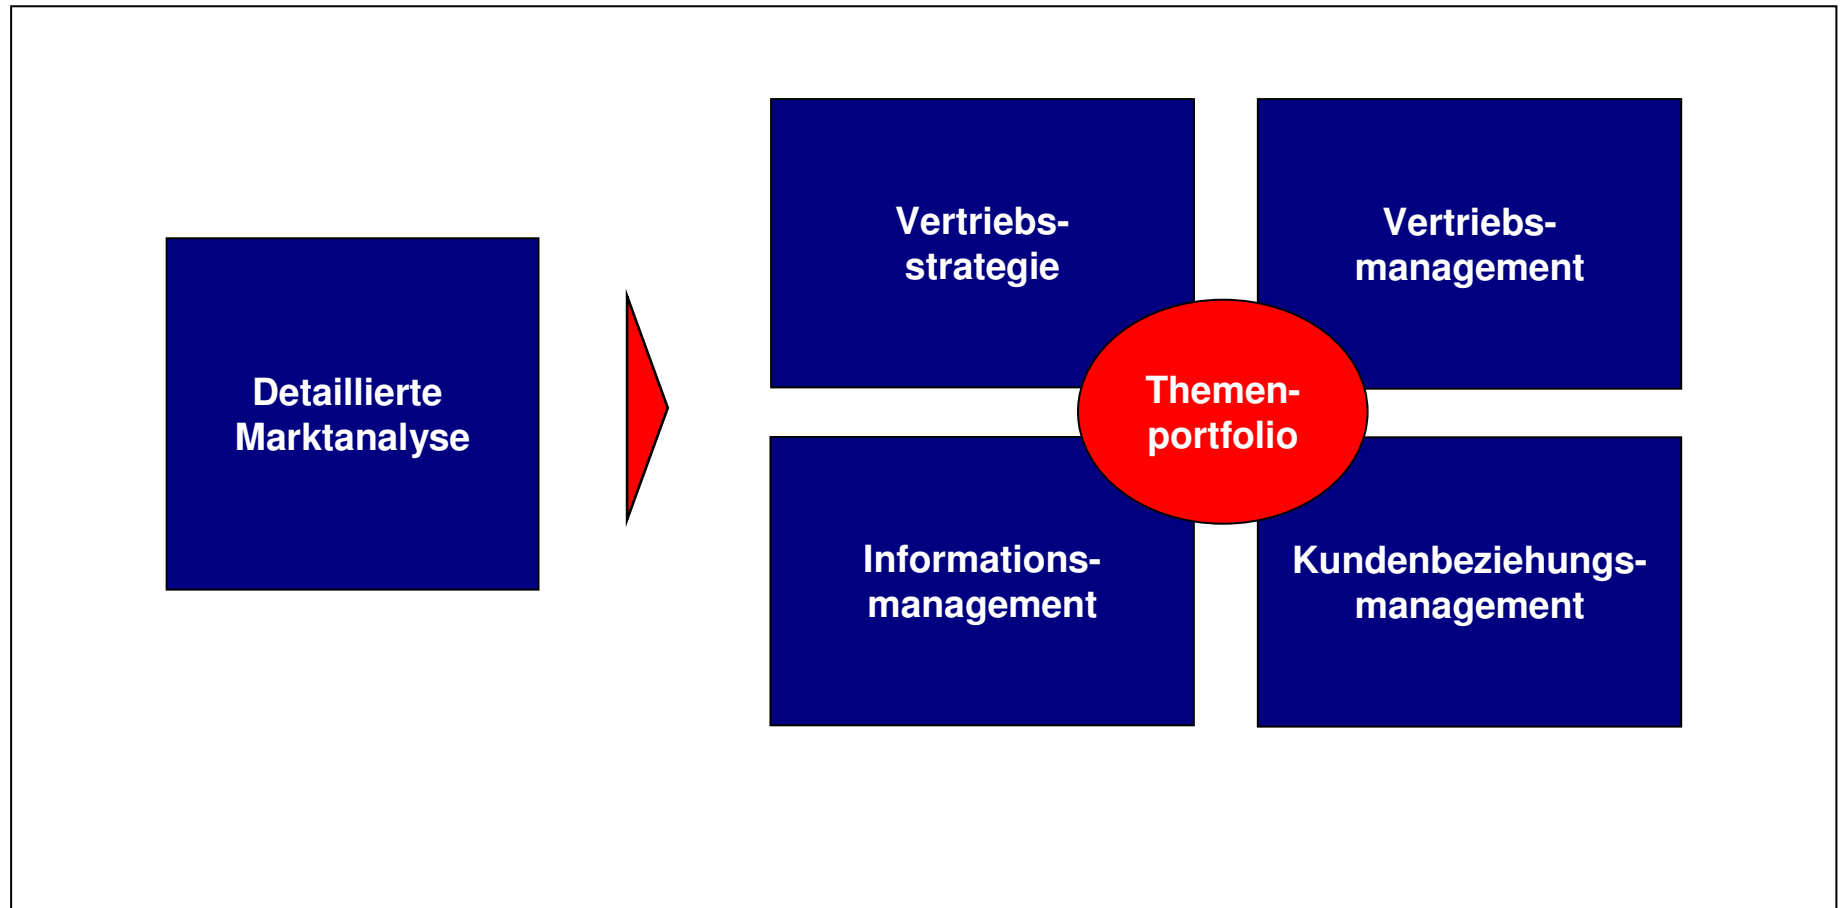 Detaillierte
Marktanalyse
Vertriebs-
strategie
Vertriebs-
management
Themen-
portfolio
Informations-
management
Kundenbeziehungs-
management